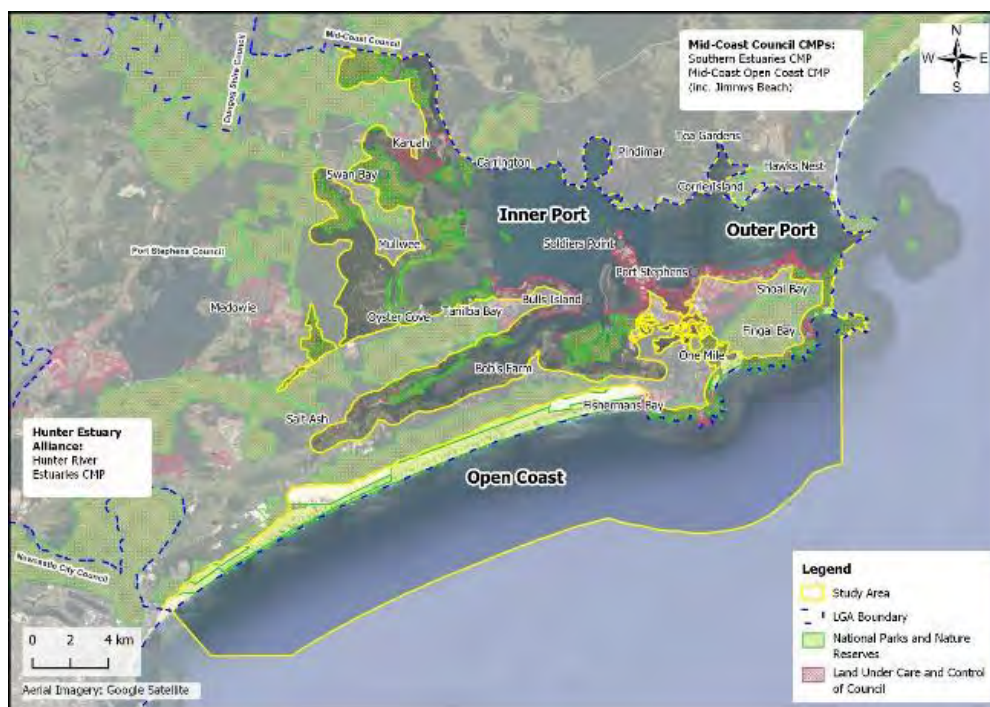 Mid-Coast Council
Dungog Shire Council
Mid-Coast Council CMPs:
Southern Estuaries CMP
Mid-Coast Open Coast CMP
(inc. Jimmys Beach)
N
W
E
S
Karuah
Carrington
Pindimar
Tea Gardens
Hawks Nest
Corrie Island
Swan Bay
Inner Port
Outer Port
Soldiers Point
Mullwee
Port Stephens Council
Port Stephens
Shoal Bay
Medowie
Bulls Island
Oyster Cove
Tanilba Bay
Fingal Bay
One Mile
Bob's Farm
Salt Ash
Fishermans Bay
Hunter Estuary
Alliance:
Hunter River
Estuaries CMP
Open Coast
Newcastle City Council
Legend
Study Area
LGA Boundary
National Parks and Nature
Reserves
Land Under Care and Control
of Council
0 2 4 km
Aerial Imagery: Google Satellite